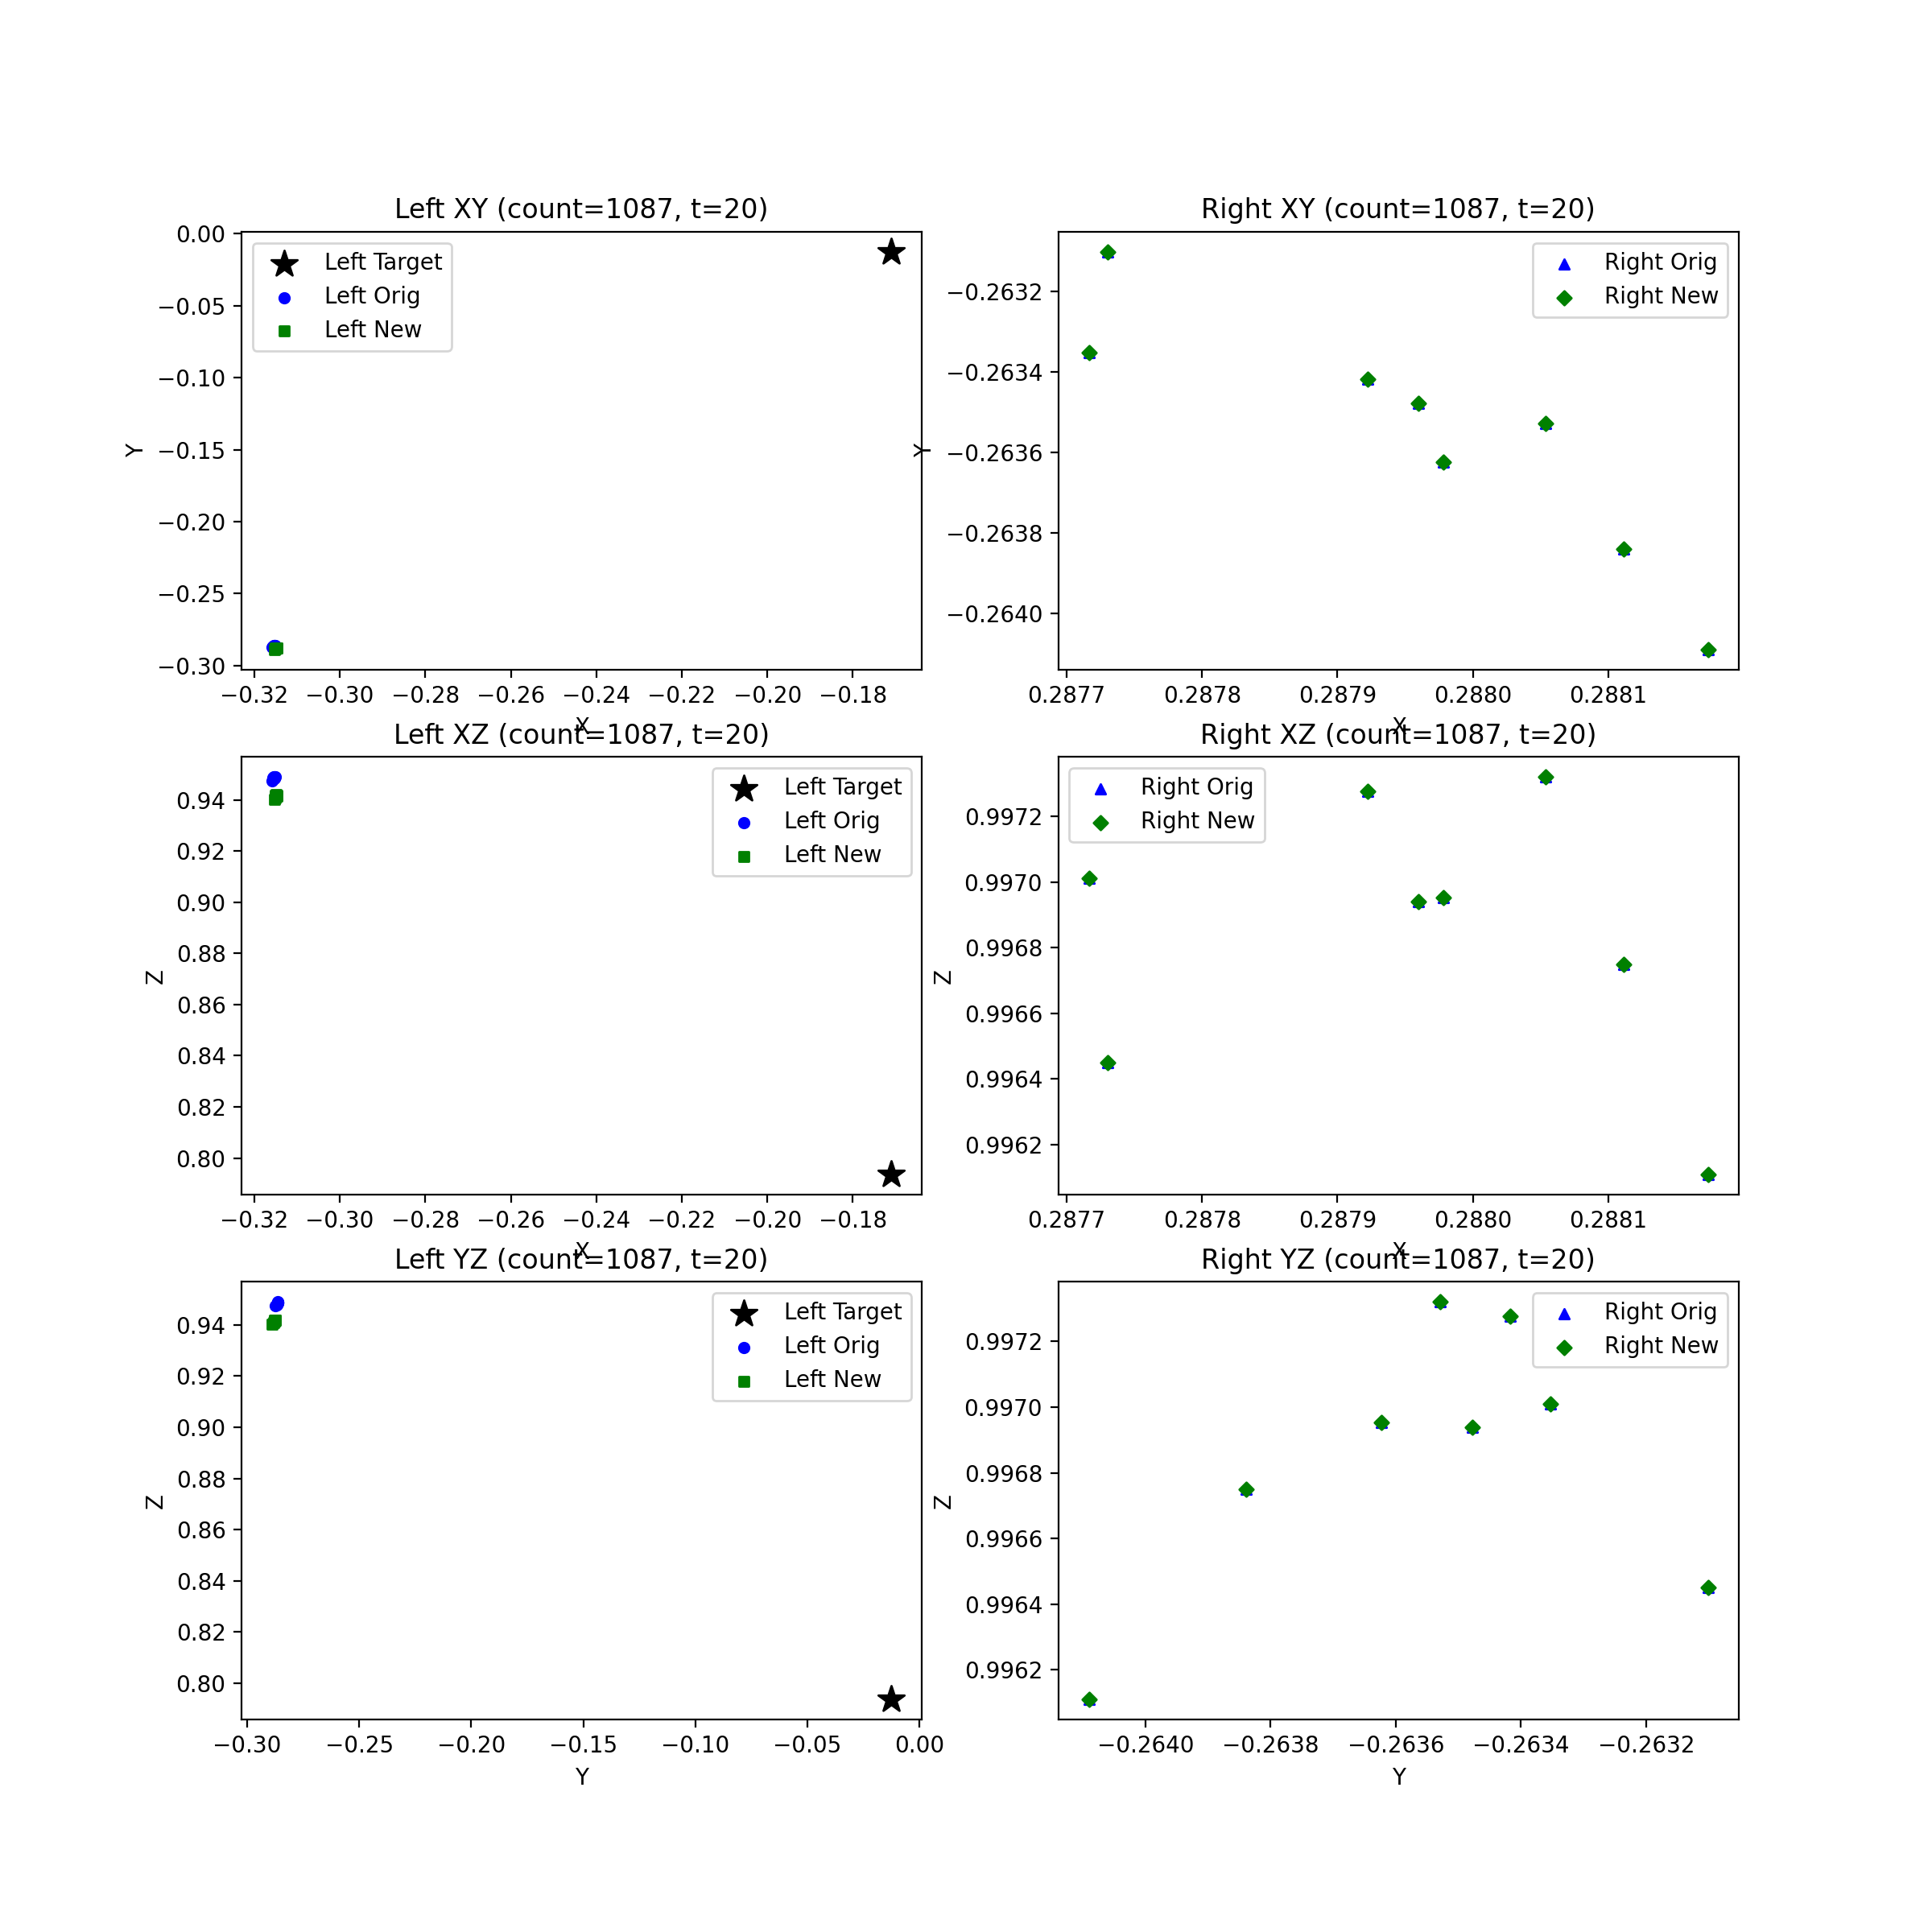 Left XY (count=1087, t=20)
0.00
−0.05
−0.10
−0.15
−0.20
−0.25
−0.30
Y
Left Target
Left Orig
Left New
−0.32 −0.30 −0.28 −0.26 −0.24 −0.22 −0.20 −0.18
X
Right XY (count=1087, t=20)
−0.2632
−0.2634
−0.2636
−0.2638
−0.2640
Y
Right Orig
Right New
0.2877 0.2878 0.2879 0.2880 0.2881
X
Left XZ (count=1087, t=20)
0.94
0.92
0.90
0.88
0.86
0.84
0.82
0.80
Z
Left Target
Left Orig
Left New
−0.32 −0.30 −0.28 −0.26 −0.24 −0.22 −0.20 −0.18
X
Right XZ (count=1087, t=20)
0.9972
0.9970
0.9968
0.9966
0.9964
0.9962
Z
Right Orig
Right New
0.2877 0.2878 0.2879 0.2880 0.2881
X
Left YZ (count=1087, t=20)
0.94
0.92
0.90
0.88
0.86
0.84
0.82
0.80
Z
Left Target
Left Orig
Left New
−0.30 −0.25 −0.20 −0.15 −0.10 −0.05 0.00
Y
Right YZ (count=1087, t=20)
0.9972
0.9970
0.9968
0.9966
0.9964
0.9962
Z
Right Orig
Right New
−0.2640 −0.2638 −0.2636 −0.2634 −0.2632
Y